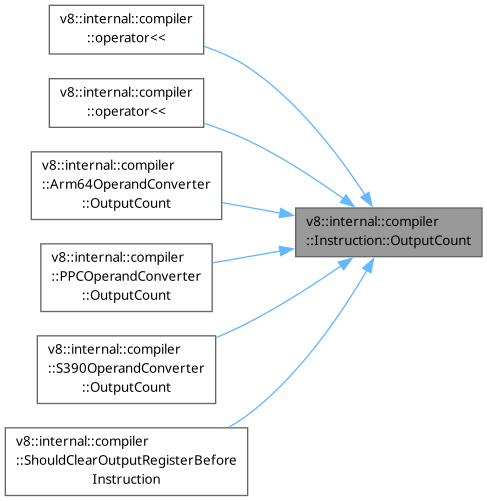 v8::internal::compiler
::operator<<
v8::internal::compiler
::operator<<
v8::internal::compiler
::Arm64OperandConverter
::OutputCount
v8::internal::compiler
::Instruction::OutputCount
v8::internal::compiler
::PPCOperandConverter
::OutputCount
v8::internal::compiler
::S390OperandConverter
::OutputCount
v8::internal::compiler
::ShouldClearOutputRegisterBefore
Instruction